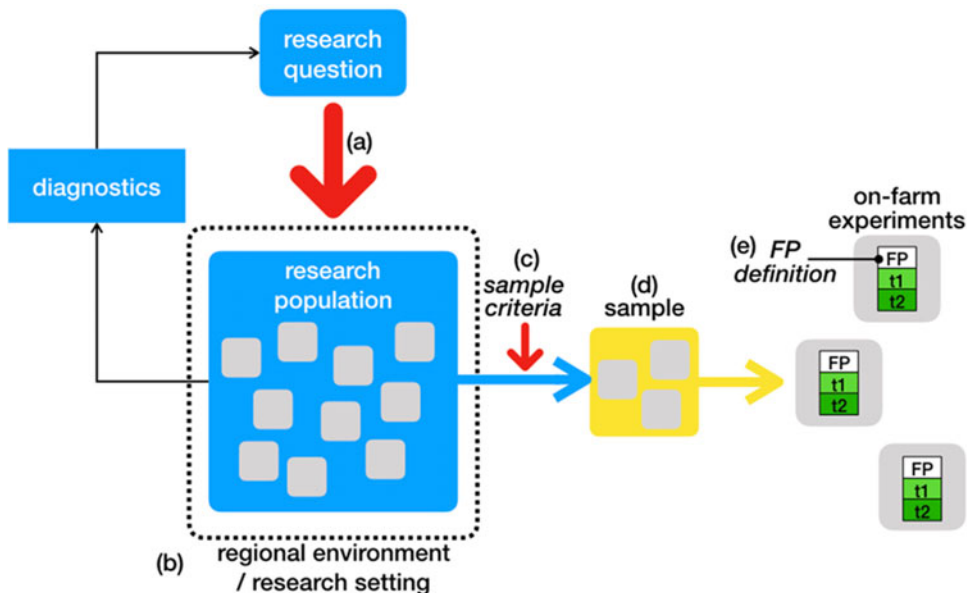 research
question
(a)
diagnostics
research
population
(c)
sample
criteria
(d)
sample
on-farm
experiments
(e) FP
definition
FP
t1
t2
FP
t1
t2
FP
t1
t2
(b)
regional environment
/ research setting